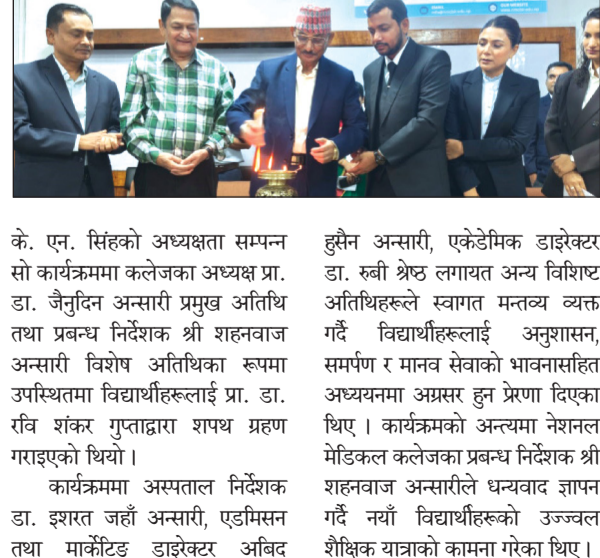 के. एन. सिंहको अध्यक्षता सम्पन्न
सो कार्यक्रममा कलेजका अध्यक्ष प्रा.
डा. जैनुदिन अन्सारी प्रमुख अतिथि
तथा प्रबन्ध निर्देशक श्री शहनवाज
अन्सारी विशेष अतिथिका रूपमा
उपस्थितमा विद्यार्थीहरूलाई प्रा. डा.
रवि शंकर गुप्ताद्वारा शपथ ग्रहण
गराइएको थियो ।
कार्यक्रममा अस्पताल निर्देशक
डा. इशरत जहाँ अन्सारी, एडमिसन
तथा मार्केटिङ डाइरेक्टर अबिद
हुसैन अन्सारी, एकेडेमिक डाइरेक्टर
डा. रुबी श्रेष्ठ लगायत अन्य विशिष्ट
अतिथिहरूले स्वागत मन्तव्य व्यक्त
गर्दै विद्यार्थीहरूलाई अनुशासन,
समर्पण र मानव सेवाको भावनासहित
अध्ययनमा अग्रसर हुन प्रेरणा दिएका
थिए । कार्यक्रमको अन्त्यमा नेशनल
मेडिकल कलेजका प्रबन्ध निर्देशक श्री
शहनवाज अन्सारीले धन्यवाद ज्ञापन
गर्दै नयाँ विद्यार्थीहरूको उज्ज्वल
शैक्षिक यात्राको कामना गरेका थिए ।